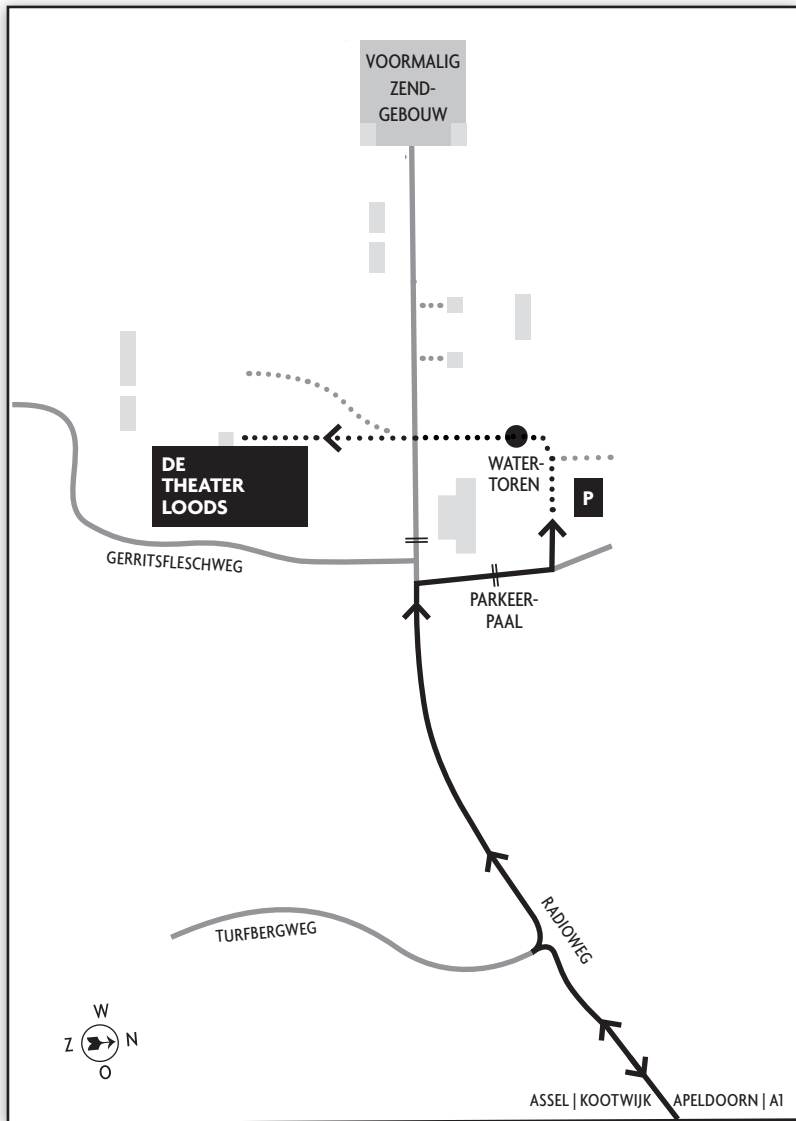 VOORMALIG
ZEND-
GEBOUW
WATER-
TOREN
DE
THEATER
LOODS
P
GERRITSFLESCHWEG
PARKEER-
PAAL
RADIOWEG
TURFBERGWEG
W
Z N
O
ASSEL | KOOTWIJK APELDOORN | A1